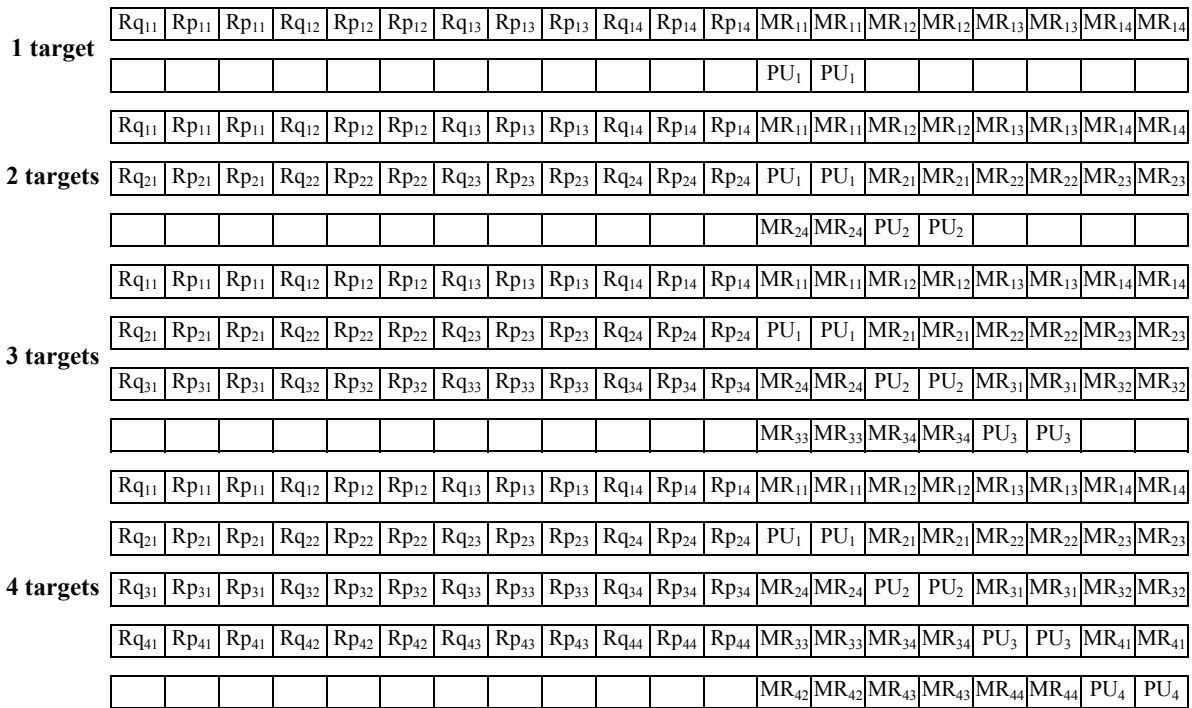 Rq₁₁ Rp₁₁ Rp₁₁ Rq₁₂ Rp₁₂ Rp₁₂ Rq₁₃ Rp₁₃ Rp₁₃ Rq₁₄ Rp₁₄ Rp₁₄ MR₁₁ MR₁₁ MR₁₂ MR₁₂ MR₁₃ MR₁₃ MR₁₄ MR₁₄
1 target
PU₁ PU₁
Rq₁₁ Rp₁₁ Rp₁₁ Rq₁₂ Rp₁₂ Rp₁₂ Rq₁₃ Rp₁₃ Rp₁₃ Rq₁₄ Rp₁₄ Rp₁₄ MR₁₁ MR₁₁ MR₁₂ MR₁₂ MR₁₃ MR₁₃ MR₁₄ MR₁₄
2 targets Rq₂₁ Rp₂₁ Rp₂₁ Rq₂₂ Rp₂₂ Rp₂₂ Rq₂₃ Rp₂₃ Rp₂₃ Rq₂₄ Rp₂₄ Rp₂₄ PU₁ PU₁ MR₂₁ MR₂₁ MR₂₂ MR₂₂ MR₂₃ MR₂₃
MR₂₄ MR₂₄ PU₂ PU₂
Rq₁₁ Rp₁₁ Rp₁₁ Rq₁₂ Rp₁₂ Rp₁₂ Rq₁₃ Rp₁₃ Rp₁₃ Rq₁₄ Rp₁₄ Rp₁₄ MR₁₁ MR₁₁ MR₁₂ MR₁₂ MR₁₃ MR₁₃ MR₁₄ MR₁₄
Rq₂₁ Rp₂₁ Rp₂₁ Rq₂₂ Rp₂₂ Rp₂₂ Rq₂₃ Rp₂₃ Rp₂₃ Rq₂₄ Rp₂₄ Rp₂₄ PU₁ PU₁ MR₂₁ MR₂₁ MR₂₂ MR₂₂ MR₂₃ MR₂₃
3 targets
Rq₃₁ Rp₃₁ Rp₃₁ Rq₃₂ Rp₃₂ Rp₃₂ Rq₃₃ Rp₃₃ Rp₃₃ Rq₃₄ Rp₃₄ Rp₃₄ MR₂₄ MR₂₄ PU₂ PU₂ MR₃₁ MR₃₁ MR₃₂ MR₃₂
MR₃₃ MR₃₃ MR₃₄ MR₃₄ PU₃ PU₃
Rq₁₁ Rp₁₁ Rp₁₁ Rq₁₂ Rp₁₂ Rp₁₂ Rq₁₃ Rp₁₃ Rp₁₃ Rq₁₄ Rp₁₄ Rp₁₄ MR₁₁ MR₁₁ MR₁₂ MR₁₂ MR₁₃ MR₁₃ MR₁₄ MR₁₄
Rq₂₁ Rp₂₁ Rp₂₁ Rq₂₂ Rp₂₂ Rp₂₂ Rq₂₃ Rp₂₃ Rp₂₃ Rq₂₄ Rp₂₄ Rp₂₄ PU₁ PU₁ MR₂₁ MR₂₁ MR₂₂ MR₂₂ MR₂₃ MR₂₃
4 targets Rq₃₁ Rp₃₁ Rp₃₁ Rq₃₂ Rp₃₂ Rp₃₂ Rq₃₃ Rp₃₃ Rp₃₃ Rq₃₄ Rp₃₄ Rp₃₄ MR₂₄ MR₂₄ PU₂ PU₂ MR₃₁ MR₃₁ MR₃₂ MR₃₂
Rq₄₁ Rp₄₁ Rp₄₁ Rq₄₂ Rp₄₂ Rp₄₂ Rq₄₃ Rp₄₃ Rp₄₃ Rq₄₄ Rp₄₄ Rp₄₄ MR₃₃ MR₃₃ MR₃₄ MR₃₄ PU₃ PU₃ MR₄₁ MR₄₁
MR₄₂ MR₄₂ MR₄₃ MR₄₃ MR₄₄ MR₄₄ PU₄ PU₄